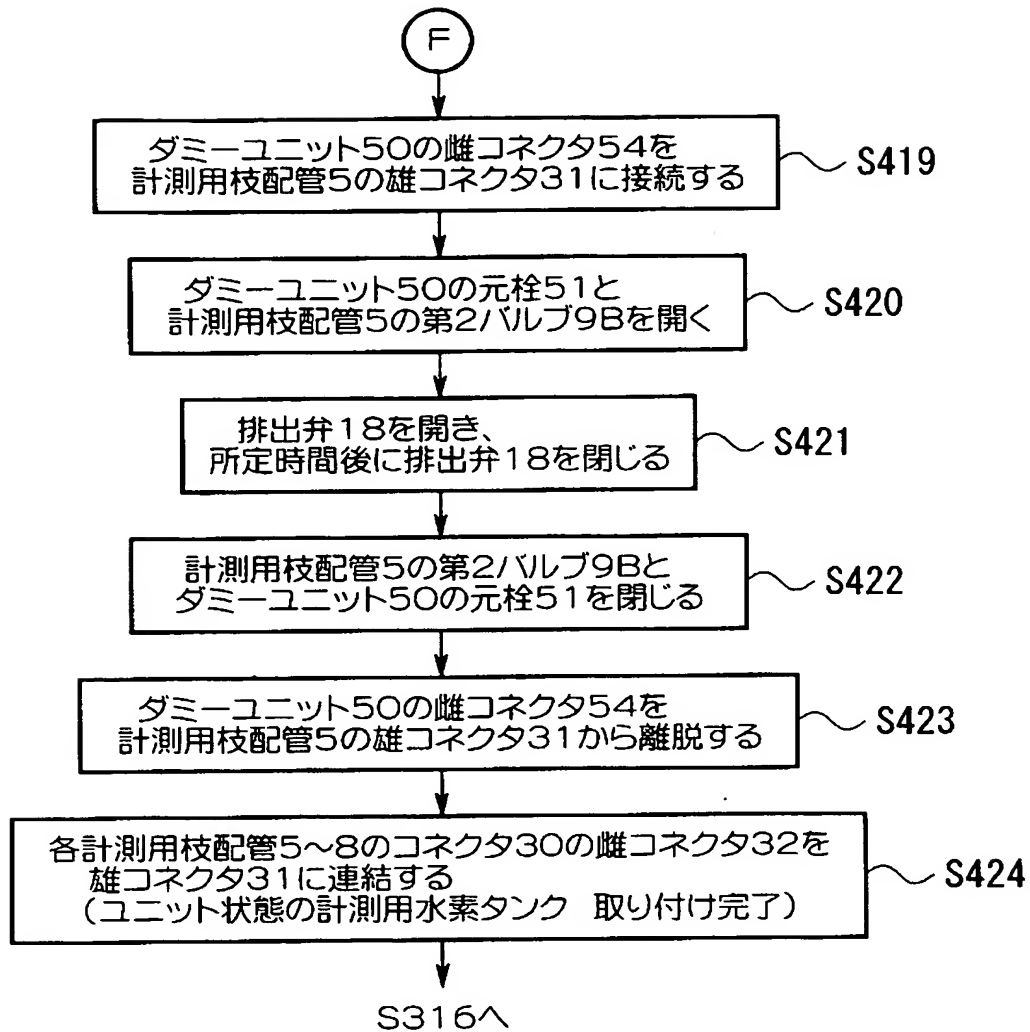 F
ダミーユニット50の雌コネクタ54を
計測用枝配管5の雄コネクタ31に接続する
S419
ダミーユニット50の元栓51と
計測用枝配管5の第2バルブ9Bを開く
S420
排出弁18を開き、
所定時間後に排出弁18を閉じる
S421
計測用枝配管5の第2バルブ9Bと
ダミーユニット50の元栓51を閉じる
S422
ダミーユニット50の雌コネクタ54を
計測用枝配管5の雄コネクタ31から離脱する
S423
各計測用枝配管5～8のコネクタ30の雌コネクタ32を
雄コネクタ31に連結する
（ユニット状態の計測用水素タンク 取り付け完了）
S424
S316へ